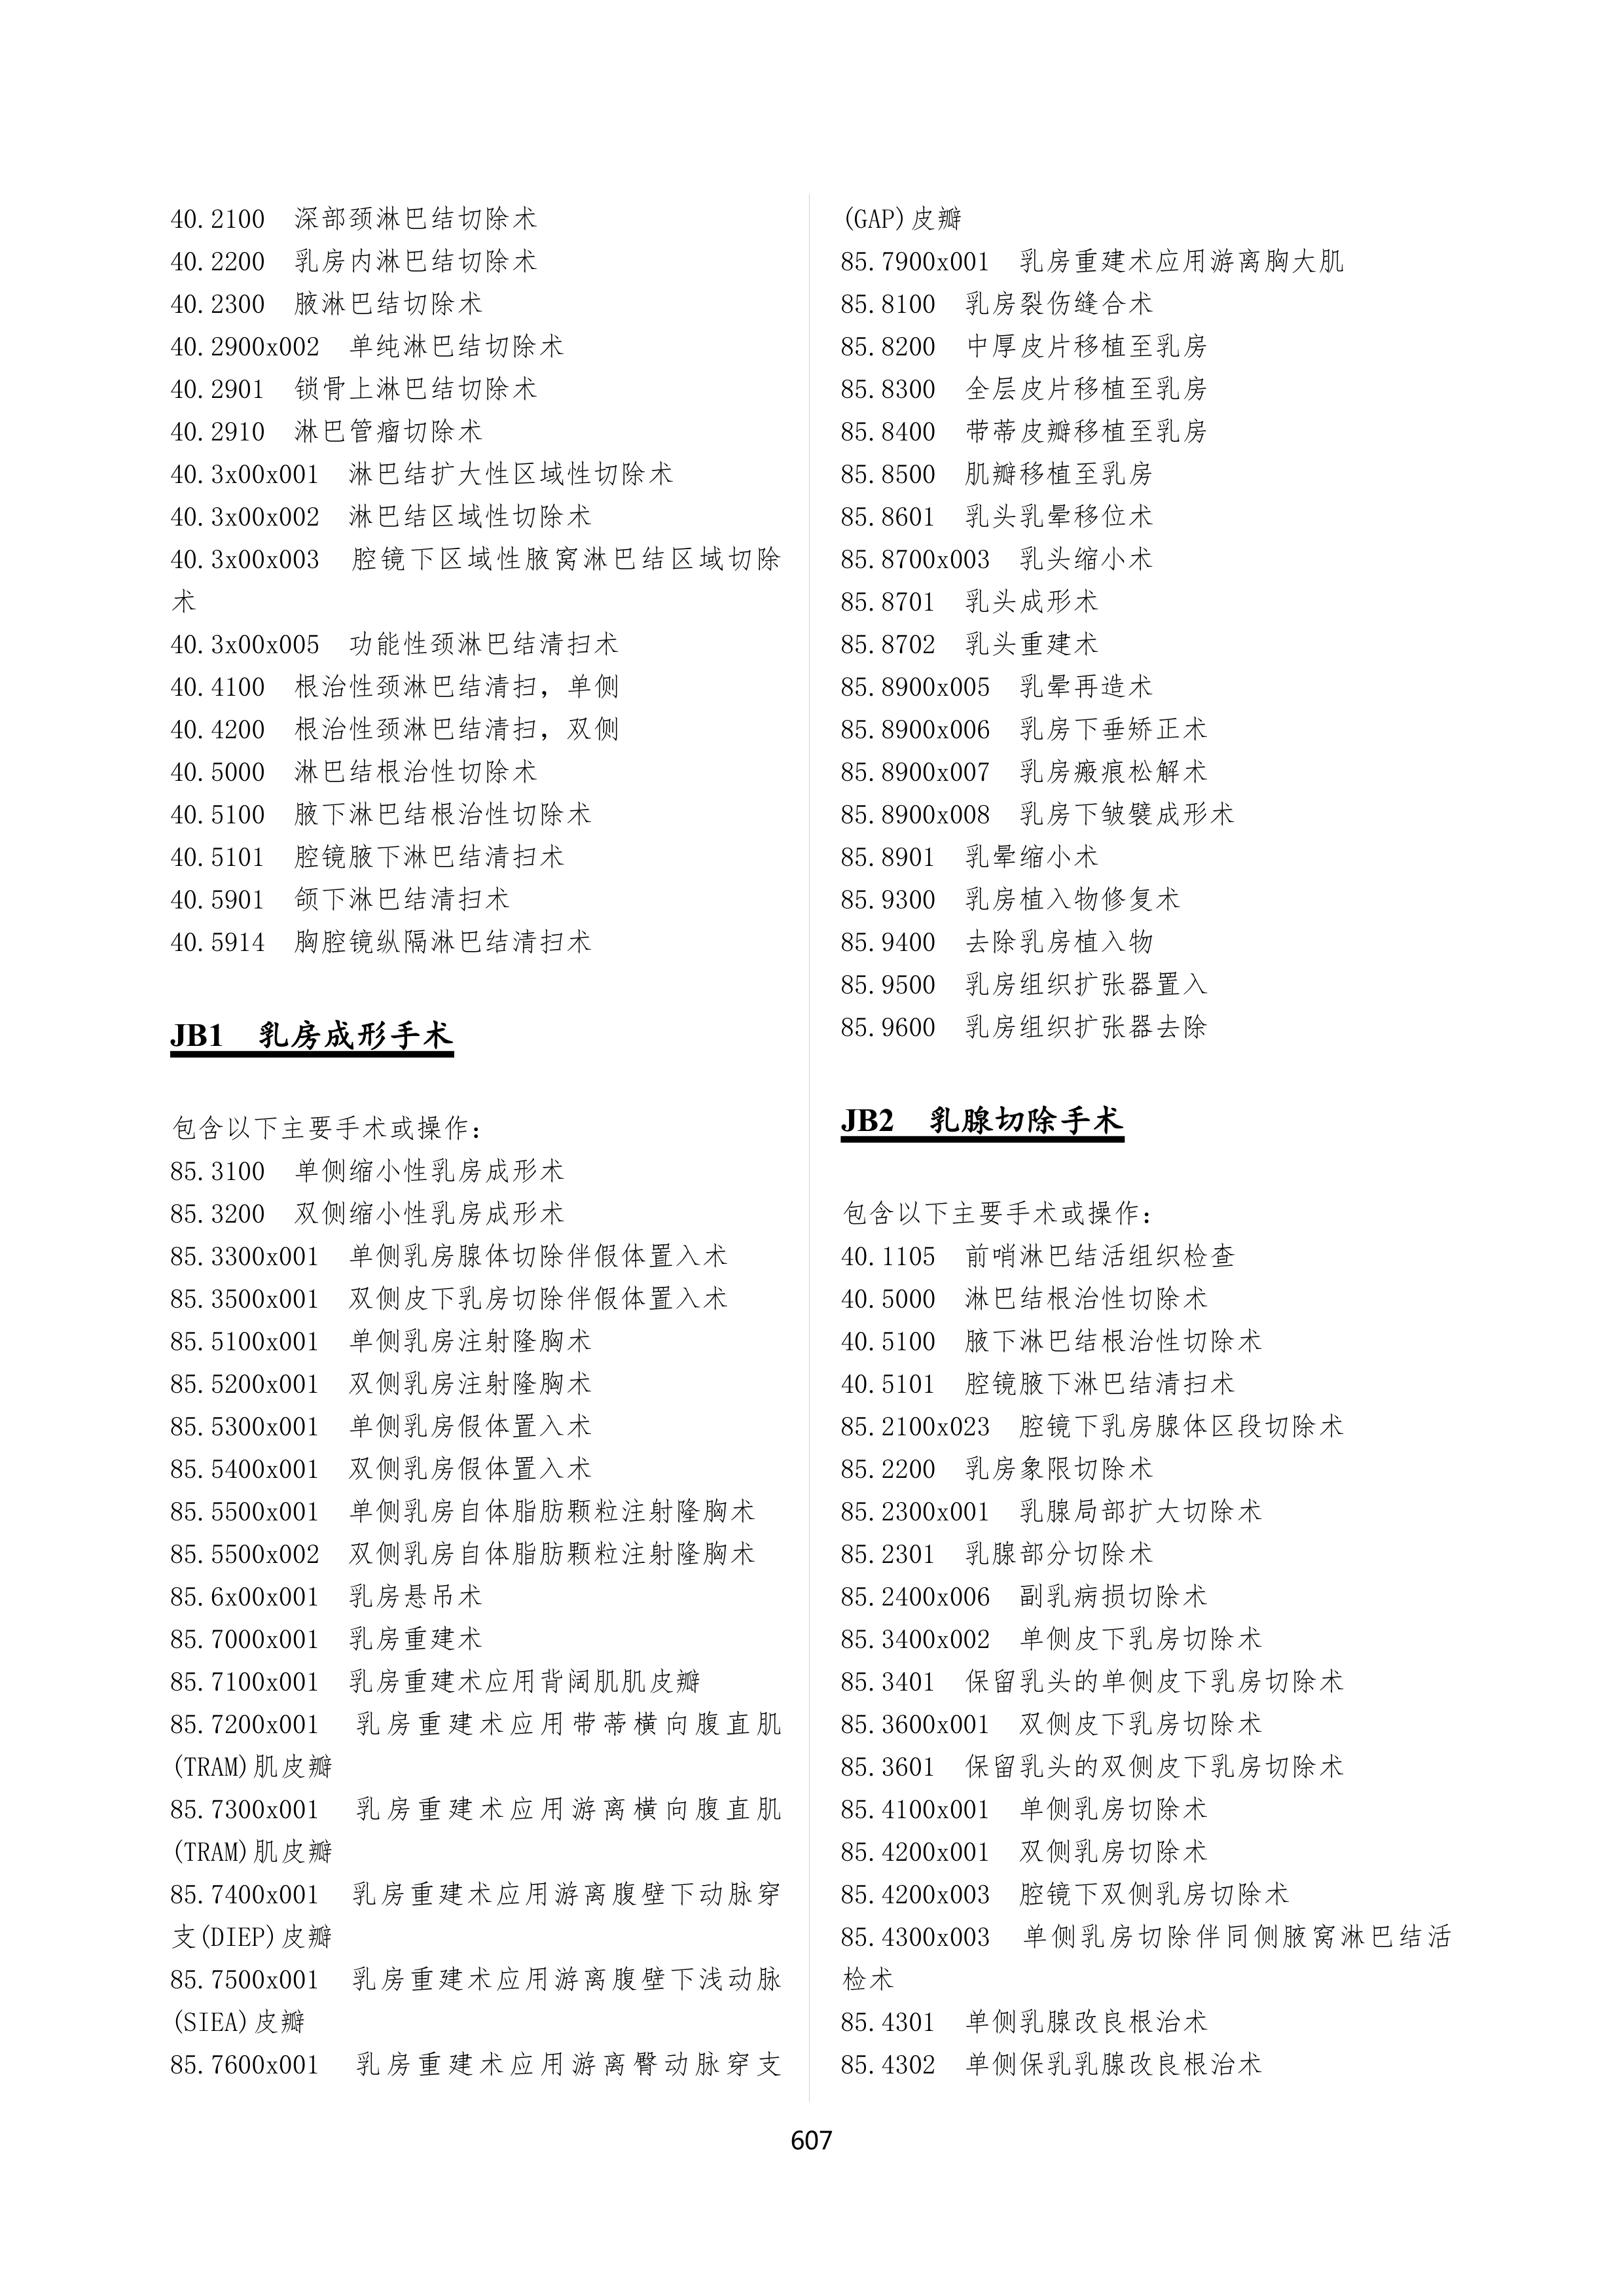 40.2100 深部颈淋巴结切除术
40.2200 乳房内淋巴结切除术
40.2300 腋淋巴结切除术
40.2900x002 单纯淋巴结切除术
40.2901 锁骨上淋巴结切除术
40.2910 淋巴管瘤切除术
40.3x00x001 淋巴结扩大性区域性切除术
40.3x00x002 淋巴结区域性切除术
40.3x00x003 腔镜下区域性腋窝淋巴结区域切除
术
40.3x00x005 功能性颈淋巴结清扫术
40.4100 根治性颈淋巴结清扫，单侧
40.4200 根治性颈淋巴结清扫，双侧
40.5000 淋巴结根治性切除术
40.5100 腋下淋巴结根治性切除术
40.5101 腔镜腋下淋巴结清扫术
40.5901 颌下淋巴结清扫术
40.5914 胸腔镜纵隔淋巴结清扫术
JB1 乳房成形手术
包含以下主要手术或操作：
85.3100 单侧缩小性乳房成形术
85.3200 双侧缩小性乳房成形术
85.3300x001 单侧乳房腺体切除伴假体置入术
85.3500x001 双侧皮下乳房切除伴假体置入术
85.5100x001 单侧乳房注射隆胸术
85.5200x001 双侧乳房注射隆胸术
85.5300x001 单侧乳房假体置入术
85.5400x001 双侧乳房假体置入术
85.5500x001 单侧乳房自体脂肪颗粒注射隆胸术
85.5500x002 双侧乳房自体脂肪颗粒注射隆胸术
85.6x00x001 乳房悬吊术
85.7000x001 乳房重建术
85.7100x001 乳房重建术应用背阔肌肌皮瓣
85.7200x001 乳房重建术应用带蒂横向腹直肌
(TRAM)肌皮瓣
85.7300x001 乳房重建术应用游离横向腹直肌
(TRAM)肌皮瓣
85.7400x001 乳房重建术应用游离腹壁下动脉穿
支(DIEP)皮瓣
85.7500x001 乳房重建术应用游离腹壁下浅动脉
(SIEA)皮瓣
85.7600x001 乳房重建术应用游离臀动脉穿支
(GAP)皮瓣
85.7900x001 乳房重建术应用游离胸大肌
85.8100 乳房裂伤缝合术
85.8200 中厚皮片移植至乳房
85.8300 全层皮片移植至乳房
85.8400 带蒂皮瓣移植至乳房
85.8500 肌瓣移植至乳房
85.8601 乳头乳晕移位术
85.8700x003 乳头缩小术
85.8701 乳头成形术
85.8702 乳头重建术
85.8900x005 乳晕再造术
85.8900x006 乳房下垂矫正术
85.8900x007 乳房瘢痕松解术
85.8900x008 乳房下皱襞成形术
85.8901 乳晕缩小术
85.9300 乳房植入物修复术
85.9400 去除乳房植入物
85.9500 乳房组织扩张器置入
85.9600 乳房组织扩张器去除
JB2 乳腺切除手术
包含以下主要手术或操作：
40.1105 前哨淋巴结活组织检查
40.5000 淋巴结根治性切除术
40.5100 腋下淋巴结根治性切除术
40.5101 腔镜腋下淋巴结清扫术
85.2100x023 腔镜下乳房腺体区段切除术
85.2200 乳房象限切除术
85.2300x001 乳腺局部扩大切除术
85.2301 乳腺部分切除术
85.2400x006 副乳病损切除术
85.3400x002 单侧皮下乳房切除术
85.3401 保留乳头的单侧皮下乳房切除术
85.3600x001 双侧皮下乳房切除术
85.3601 保留乳头的双侧皮下乳房切除术
85.4100x001 单侧乳房切除术
85.4200x001 双侧乳房切除术
85.4200x003 腔镜下双侧乳房切除术
85.4300x003 单侧乳房切除伴同侧腋窝淋巴结活
检术
85.4301 单侧乳腺改良根治术
85.4302 单侧保乳乳腺改良根治术
607